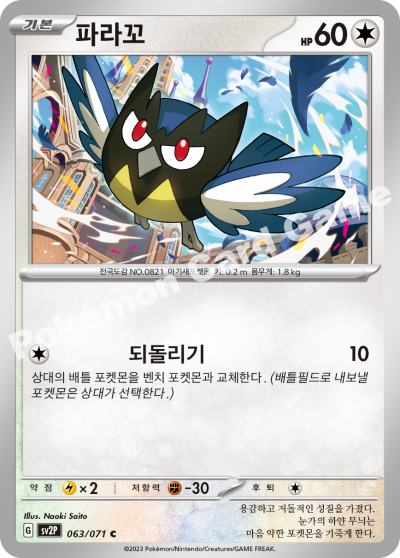 기본 파라꼬 HP 60
전국도감 NO.0821 아기새포켓몬 키: 0.2 m 몸무게: 1.8 kg
되돌리기 10
상대의 배틀 포켓몬을 벤치 포켓몬과 교체한다. (배틀필드로 내보낼
포켓몬은 상대가 선택한다.)
약점 ×2 저항력 -30 후퇴
Illus. Naoki Saito
용감하고 저돌적인 성질을 가졌다.
눈가의 하얀 무늬는
마음 약한 포켓몬을 기죽게 한다.
G SV2P 063/071 C
©2023 Pokémon/Nintendo/Creatures/GAME FREAK.
Pokémon Card Game